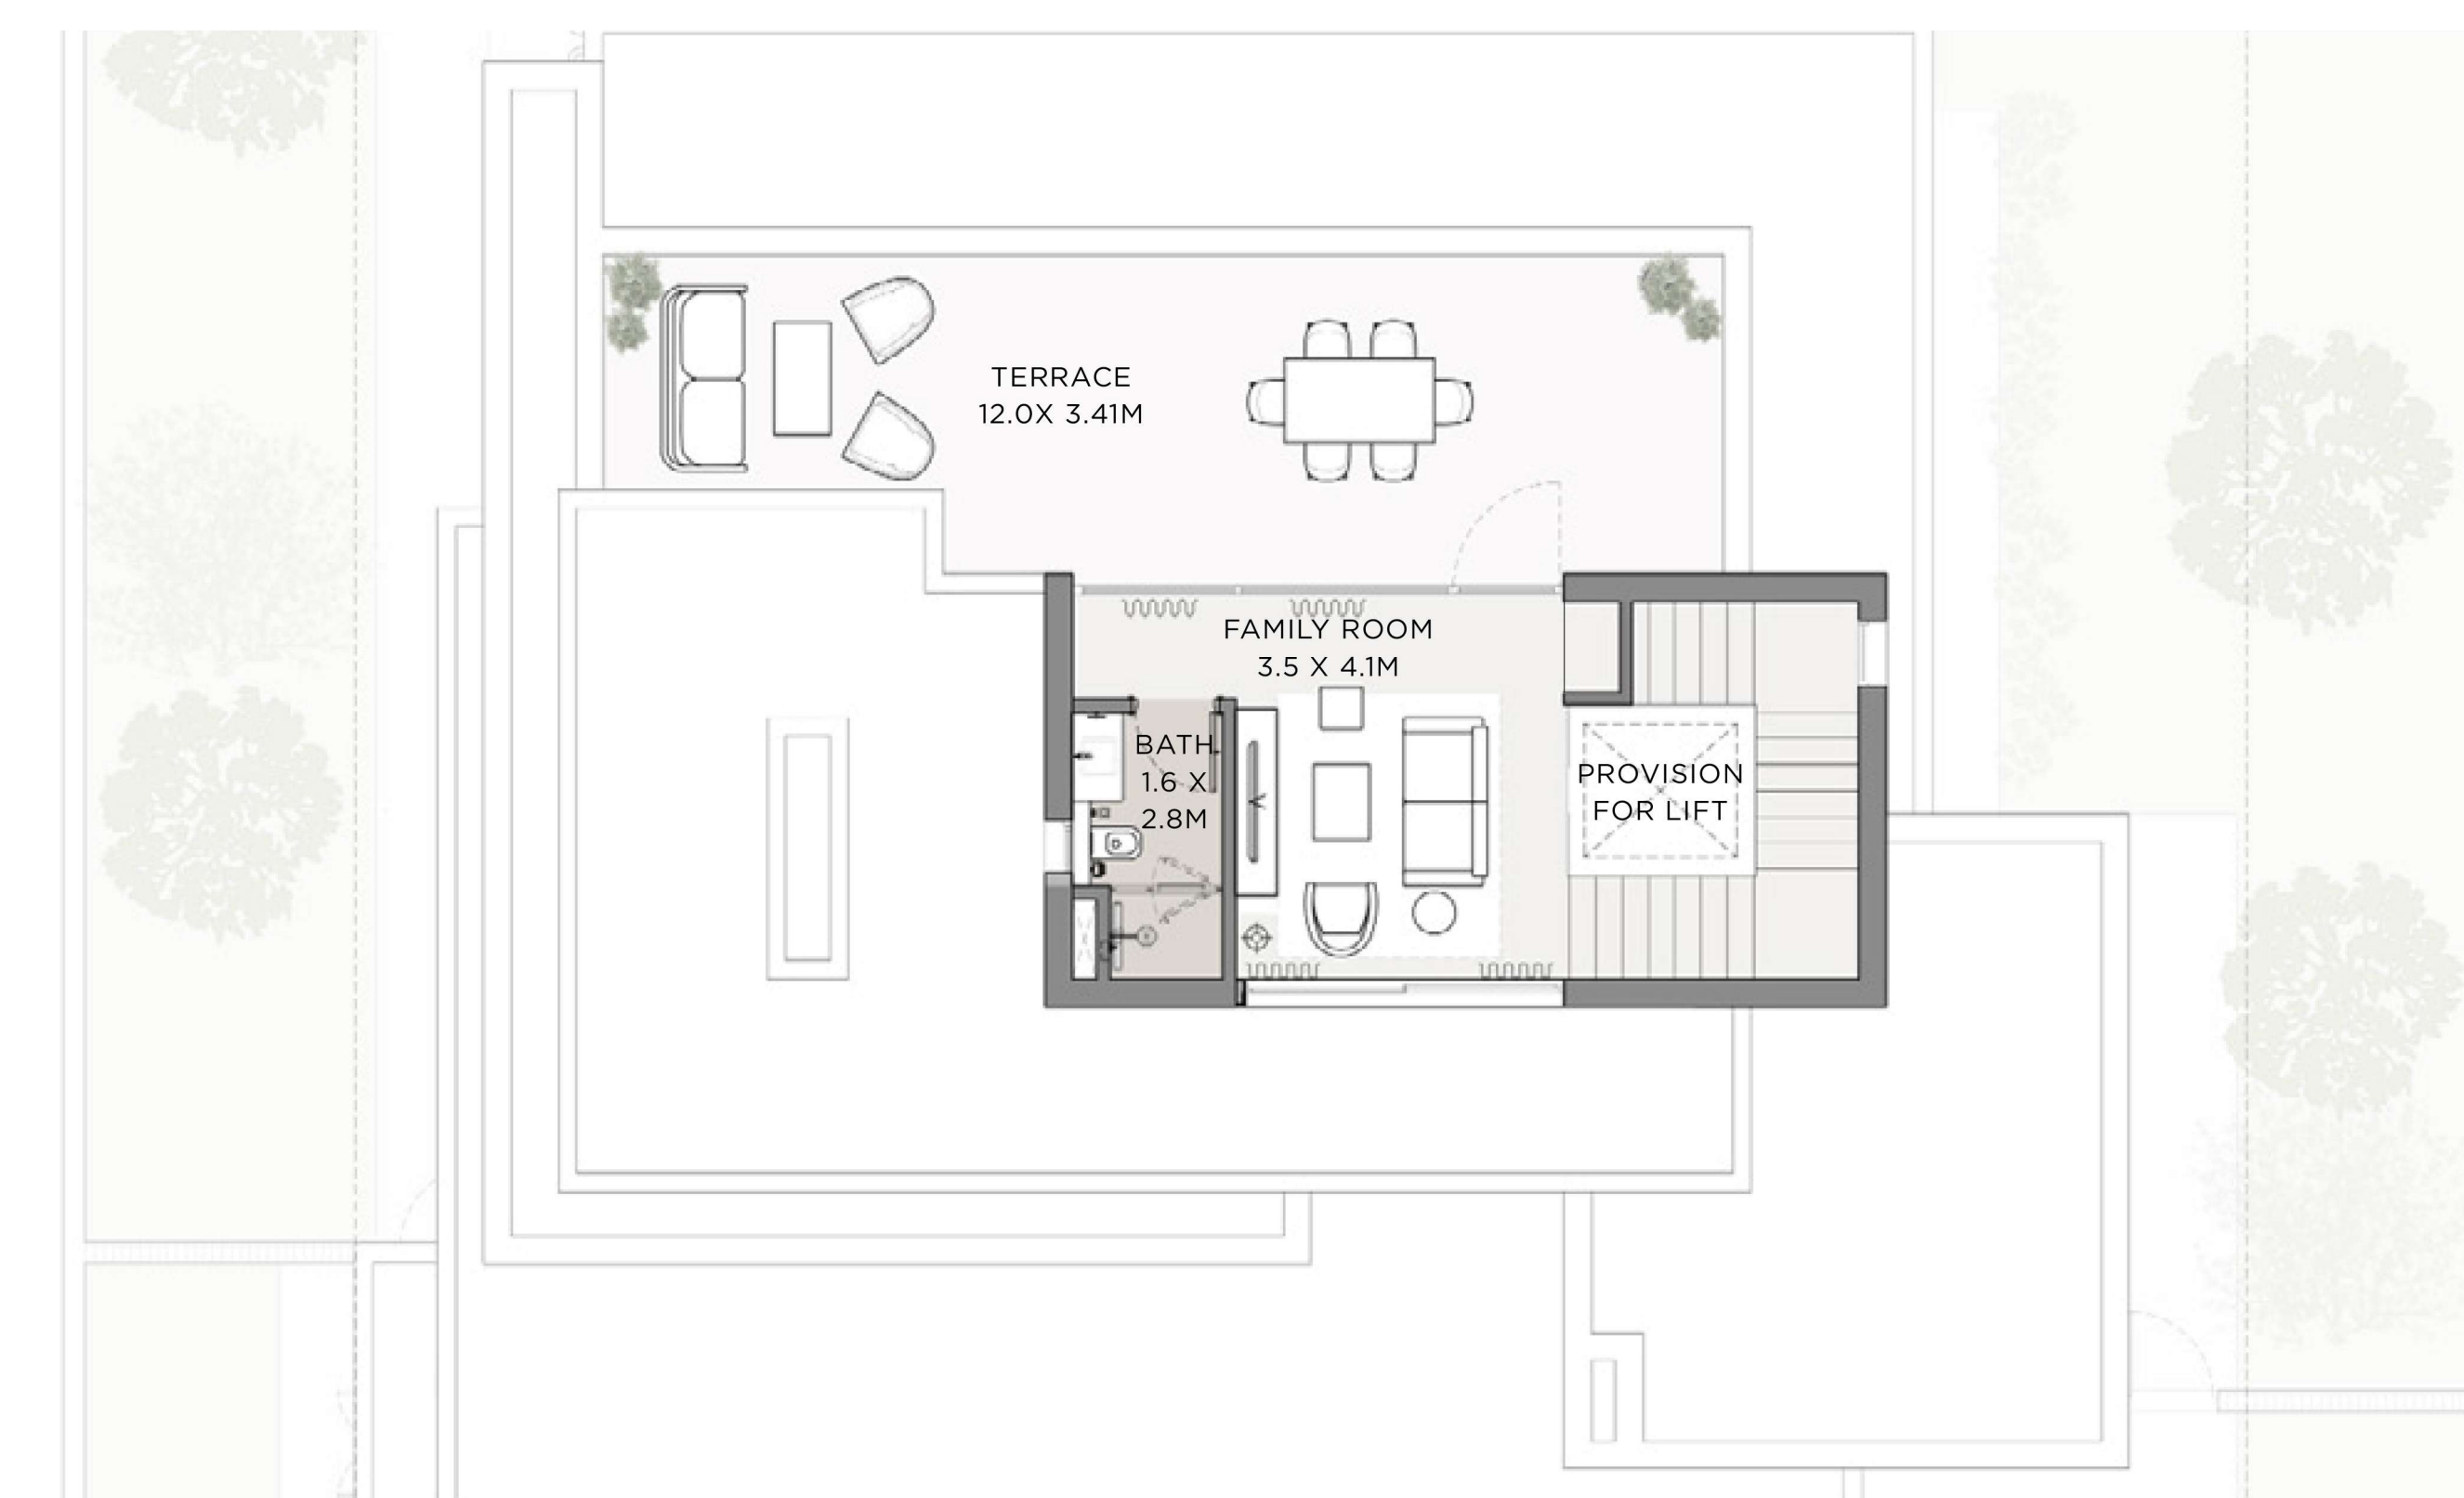 TERRACE
12.0X 3.41M
FAMILY ROOM
3.5 X 4.1M
BATH
1.6 X
2.8M
PROVISION
FOR LIFT